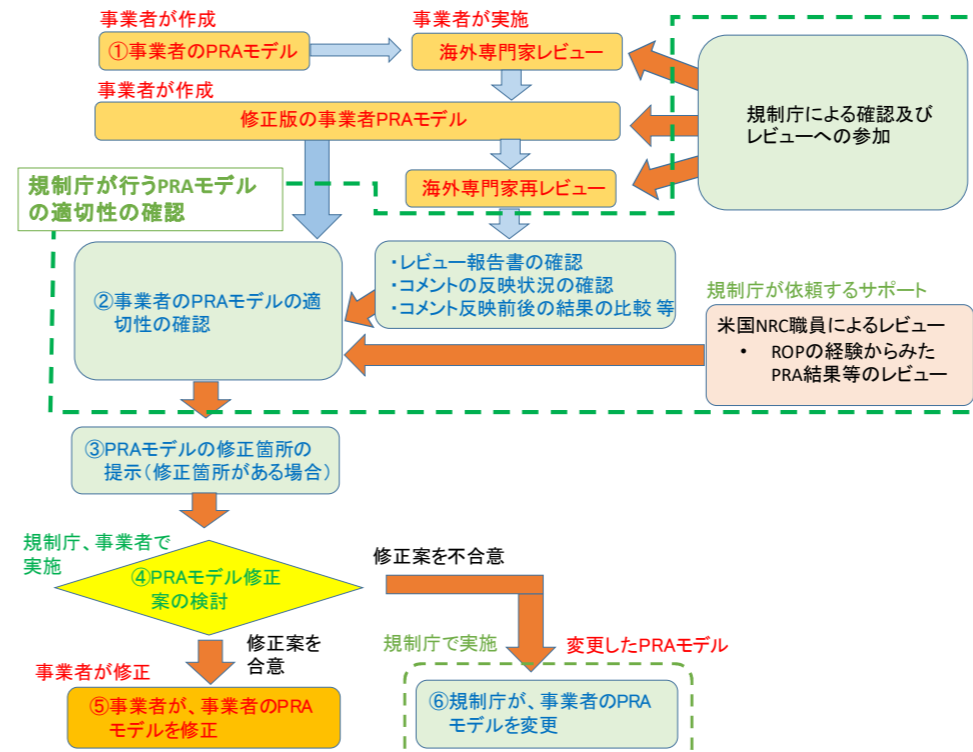 事業者が作成
①事業者のPRAモデル
事業者が実施
海外専門家レビュー
事業者が作成
修正版の事業者PRAモデル
規制庁による確認及び
レビューへの参加
海外専門家再レビュー
規制庁が行うPRAモデル
の適切性の確認
②事業者のPRAモデルの適
切性の確認
・レビュー報告書の確認
・コメントの反映状況の確認
・コメント反映前後の結果の比較 等
規制庁が依頼するサポート
米国NRC職員によるレビュー
• ROPの経験からみた
PRA結果等のレビュー
③PRAモデルの修正箇所の
提示(修正箇所がある場合)
規制庁、事業者で
実施
④PRAモデル修正
案の検討
修正案を不合意
修正案を
合意
事業者が修正
⑤事業者が、事業者のPRA
モデルを修正
規制庁で実施
変更したPRAモデル
⑥規制庁が、事業者のPRA
モデルを変更